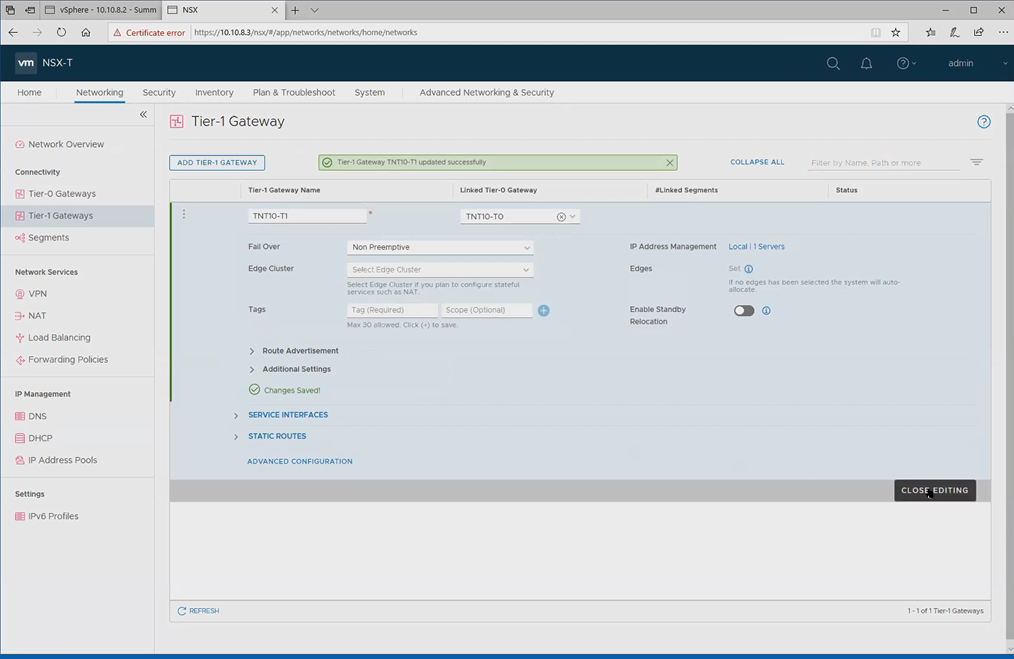 vSphere - 10.10.8.2 - Summ
NSX
Certificate error
https://10.10.8.3/nsx/#/app/networks/networks/home/networks
vm NSX-T
admin
Home Networking Security Inventory Plan & Troubleshoot System Advanced Networking & Security
Network Overview
Connectivity
Tier-0 Gateways
Tier-1 Gateways
Segments
Network Services
VPN
NAT
Load Balancing
Forwarding Policies
IP Management
DNS
DHCP
IP Address Pools
Settings
IPv6 Profiles
Tier-1 Gateway
ADD TIER-1 GATEWAY
Tier-1 Gateway TNT10-T1 updated successfully
COLLAPSE ALL
Filter by Name, Path or more
Tier-1 Gateway Name Linked Tier-0 Gateway #Linked Segments Status
TNT10-T1 * TNT10-T0
Fail Over Non Preemptive IP Address Management Local | 1 Servers
Edge Cluster Select Edge Cluster Edges Set
Select Edge Cluster if you plan to configure stateful
services such as NAT.
If no edges has been selected the system will auto-
allocate.
Tags Tag (Required) Scope (Optional)
Max 30 allowed. Click (+) to save.
Enable Standby
Relocation
Route Advertisement
Additional Settings
Changes Saved!
SERVICE INTERFACES
STATIC ROUTES
ADVANCED CONFIGURATION
CLOSE EDITING
REFRESH
1 - 1 of 1 Tier-1 Gateways